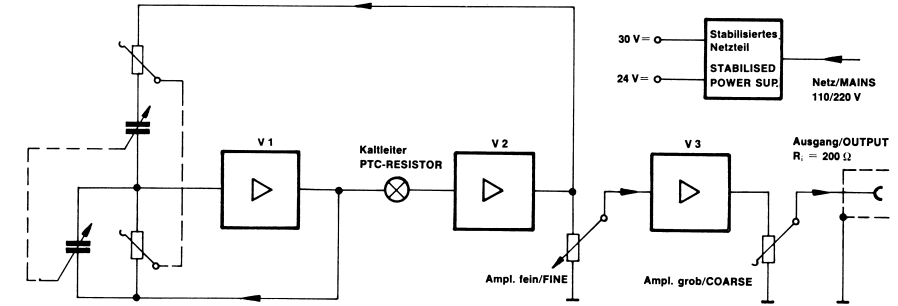 30 V=
24 V=
Stabilisiertes
Netzteil
STABILISED
POWER SUP.
Netz/MAINS
110/220 V
V 1
Kaltleiter
PTC-RESISTOR
V 2
V 3
Ausgang/OUTPUT
Ri = 200 Ω
Ampl. fein/FINE
Ampl. grob/COARSE